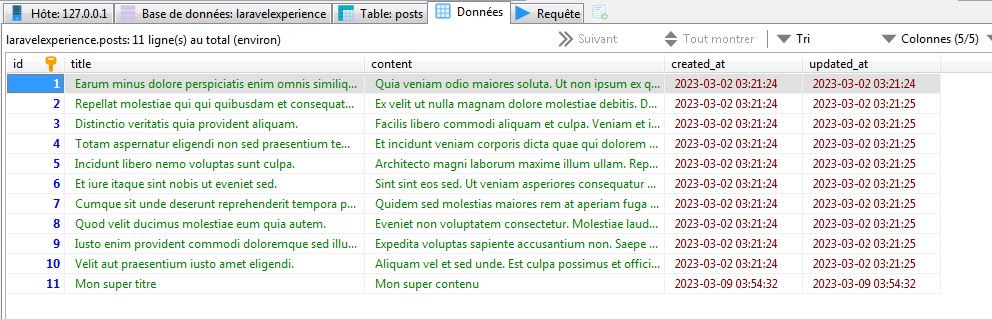 Hôte: 127.0.0.1 Base de données: laravelexperience Table: posts Données Requête
laravelexperience.posts: 11 ligne(s) au total (environ) Suivant Tout montrer Tri Colonnes (5/5)
id title content created_at updated_at
1 Earum minus dolore perspiciatis enim omnis similiq... Quia veniam odio maiores soluta. Ut non ipsum ex q... 2023-03-02 03:21:24 2023-03-02 03:21:24
2 Repellat molestiae qui qui quibusdam et consequat... Ex velit ut nulla magnam dolore molestiae debitis. D... 2023-03-02 03:21:24 2023-03-02 03:21:25
3 Distinctio veritatis quia provident aliquam. Facilis libero commodi aliquam et culpa. Veniam et i... 2023-03-02 03:21:24 2023-03-02 03:21:25
4 Totam aspernatur eligendi non sed praesentium te... Et incidunt veniam corporis dicta quae qui dolorem ... 2023-03-02 03:21:24 2023-03-02 03:21:25
5 Incidunt libero nemo voluptas sunt culpa. Architecto magni laborum maxime illum ullam. Rep... 2023-03-02 03:21:24 2023-03-02 03:21:25
6 Et iure itaque sint nobis ut eveniet sed. Sint sint eos sed. Ut veniam asperiores consequatur ... 2023-03-02 03:21:24 2023-03-02 03:21:25
7 Cumque sit unde deserunt reprehenderit tempora p... Quidem sed molestias maiores rem at aperiam fuga ... 2023-03-02 03:21:24 2023-03-02 03:21:25
8 Quod velit ducimus molestiae eum quia autem. Eveniet non voluptatem consectetur. Molestiae laud... 2023-03-02 03:21:24 2023-03-02 03:21:25
9 Iusto enim provident commodi doloremque sed illu... Expedita voluptas sapiente accusantium non. Saepe ... 2023-03-02 03:21:24 2023-03-02 03:21:25
10 Velit aut praesentium iusto amet eligendi. Aliquam vel et sed unde. Est culpa possimus et offici... 2023-03-02 03:21:24 2023-03-02 03:21:25
11 Mon super titre Mon super contenu 2023-03-09 03:54:32 2023-03-09 03:54:32